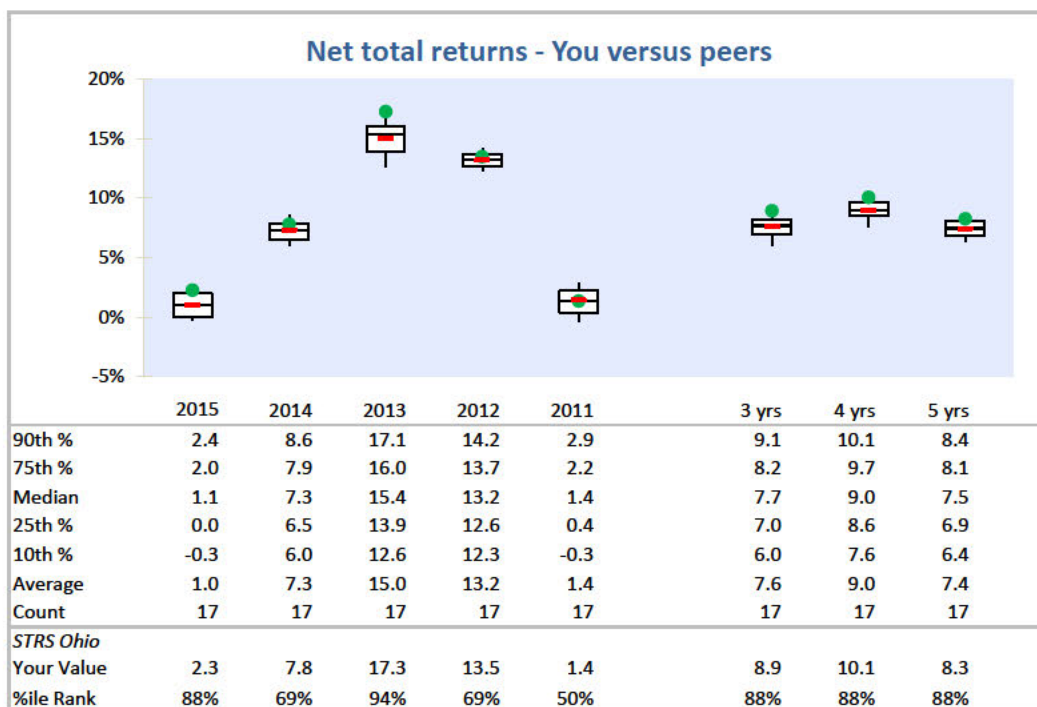 Net total returns - You versus peers
20%
15%
10%
5%
0%
-5%
2015 2014 2013 2012 2011 3 yrs 4 yrs 5 yrs
90th % 2.4 8.6 17.1 14.2 2.9 9.1 10.1 8.4
75th % 2.0 7.9 16.0 13.7 2.2 8.2 9.7 8.1
Median 1.1 7.3 15.4 13.2 1.4 7.7 9.0 7.5
25th % 0.0 6.5 13.9 12.6 0.4 7.0 8.6 6.9
10th % -0.3 6.0 12.6 12.3 -0.3 6.0 7.6 6.4
Average 1.0 7.3 15.0 13.2 1.4 7.6 9.0 7.4
Count 17 17 17 17 17 17 17 17
STRS Ohio
Your Value 2.3 7.8 17.3 13.5 1.4 8.9 10.1 8.3
%ile Rank 88% 69% 94% 69% 50% 88% 88% 88%